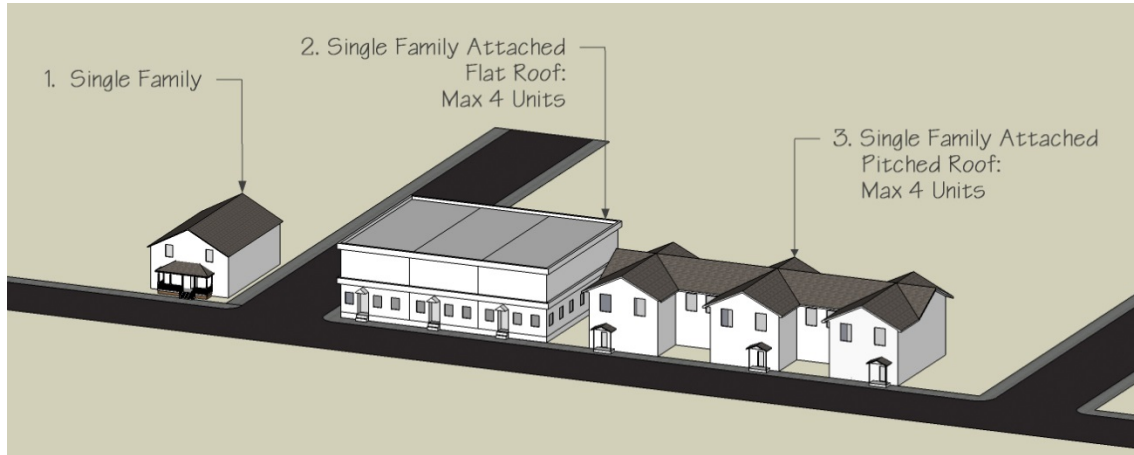 1. Single Family
2. Single Family Attached
Flat Roof:
Max 4 Units
3. Single Family Attached
Pitched Roof:
Max 4 Units